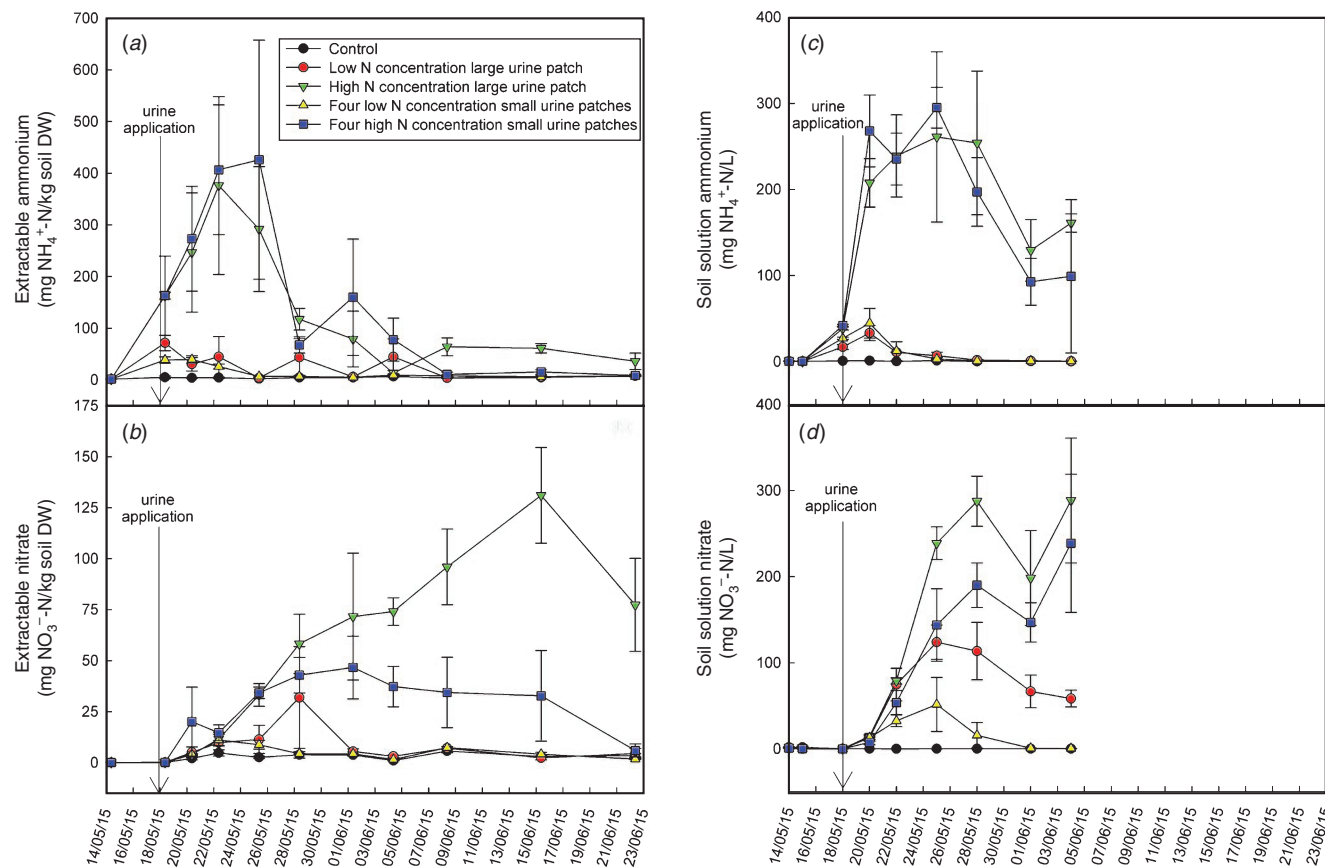 (a)
Control
Low N concentration large urine patch
High N concentration large urine patch
Four low N concentration small urine patches
Four high N concentration small urine patches
urine
application
Extractable ammonium
(mg NH₄⁺-N/kg soil DW)
700
600
500
400
300
200
100
0
(b)
urine
application
Extractable nitrate
(mg NO₃⁻-N/kg soil DW)
175
150
125
100
75
50
25
0
14/05/15
16/05/15
18/05/15
20/05/15
22/05/15
24/05/15
26/05/15
28/05/15
30/05/15
01/06/15
03/06/15
05/06/15
07/06/15
09/06/15
11/06/15
13/06/15
15/06/15
17/06/15
19/06/15
21/06/15
23/06/15
(c)
urine
application
Soil solution ammonium
(mg NH₄⁺-N/L)
400
300
200
100
0
(d)
urine
application
Soil solution nitrate
(mg NO₃⁻-N/L)
400
300
200
100
0
14/05/15
16/05/15
18/05/15
20/05/15
22/05/15
24/05/15
26/05/15
28/05/15
30/05/15
01/06/15
03/06/15
05/06/15
07/06/15
09/06/15
11/06/15
13/06/15
15/06/15
17/06/15
19/06/15
21/06/15
23/06/15